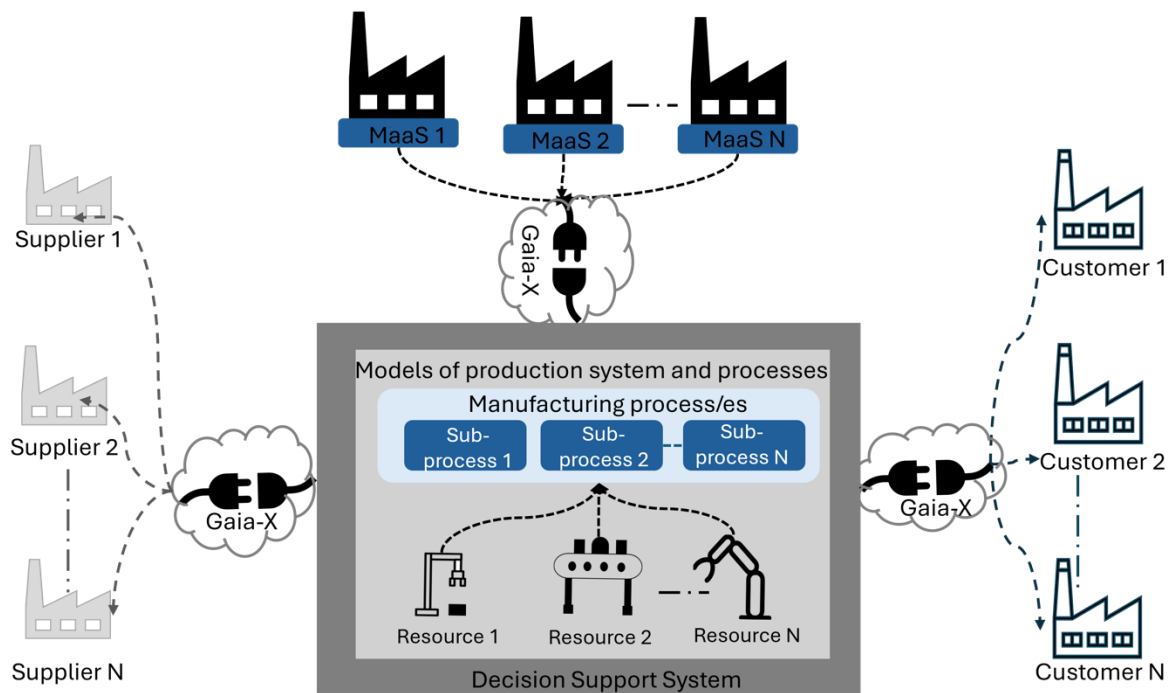 MaaS 1
MaaS 2
MaaS N
Gaia-X
Supplier 1
Supplier 2
Supplier N
Gaia-X
Models of production system and processes
Manufacturing process/es
Sub-
process 1
Sub-
process 2
Sub-
process N
Resource 1
Resource 2
Resource N
Decision Support System
Gaia-X
Customer 1
Customer 2
Customer N